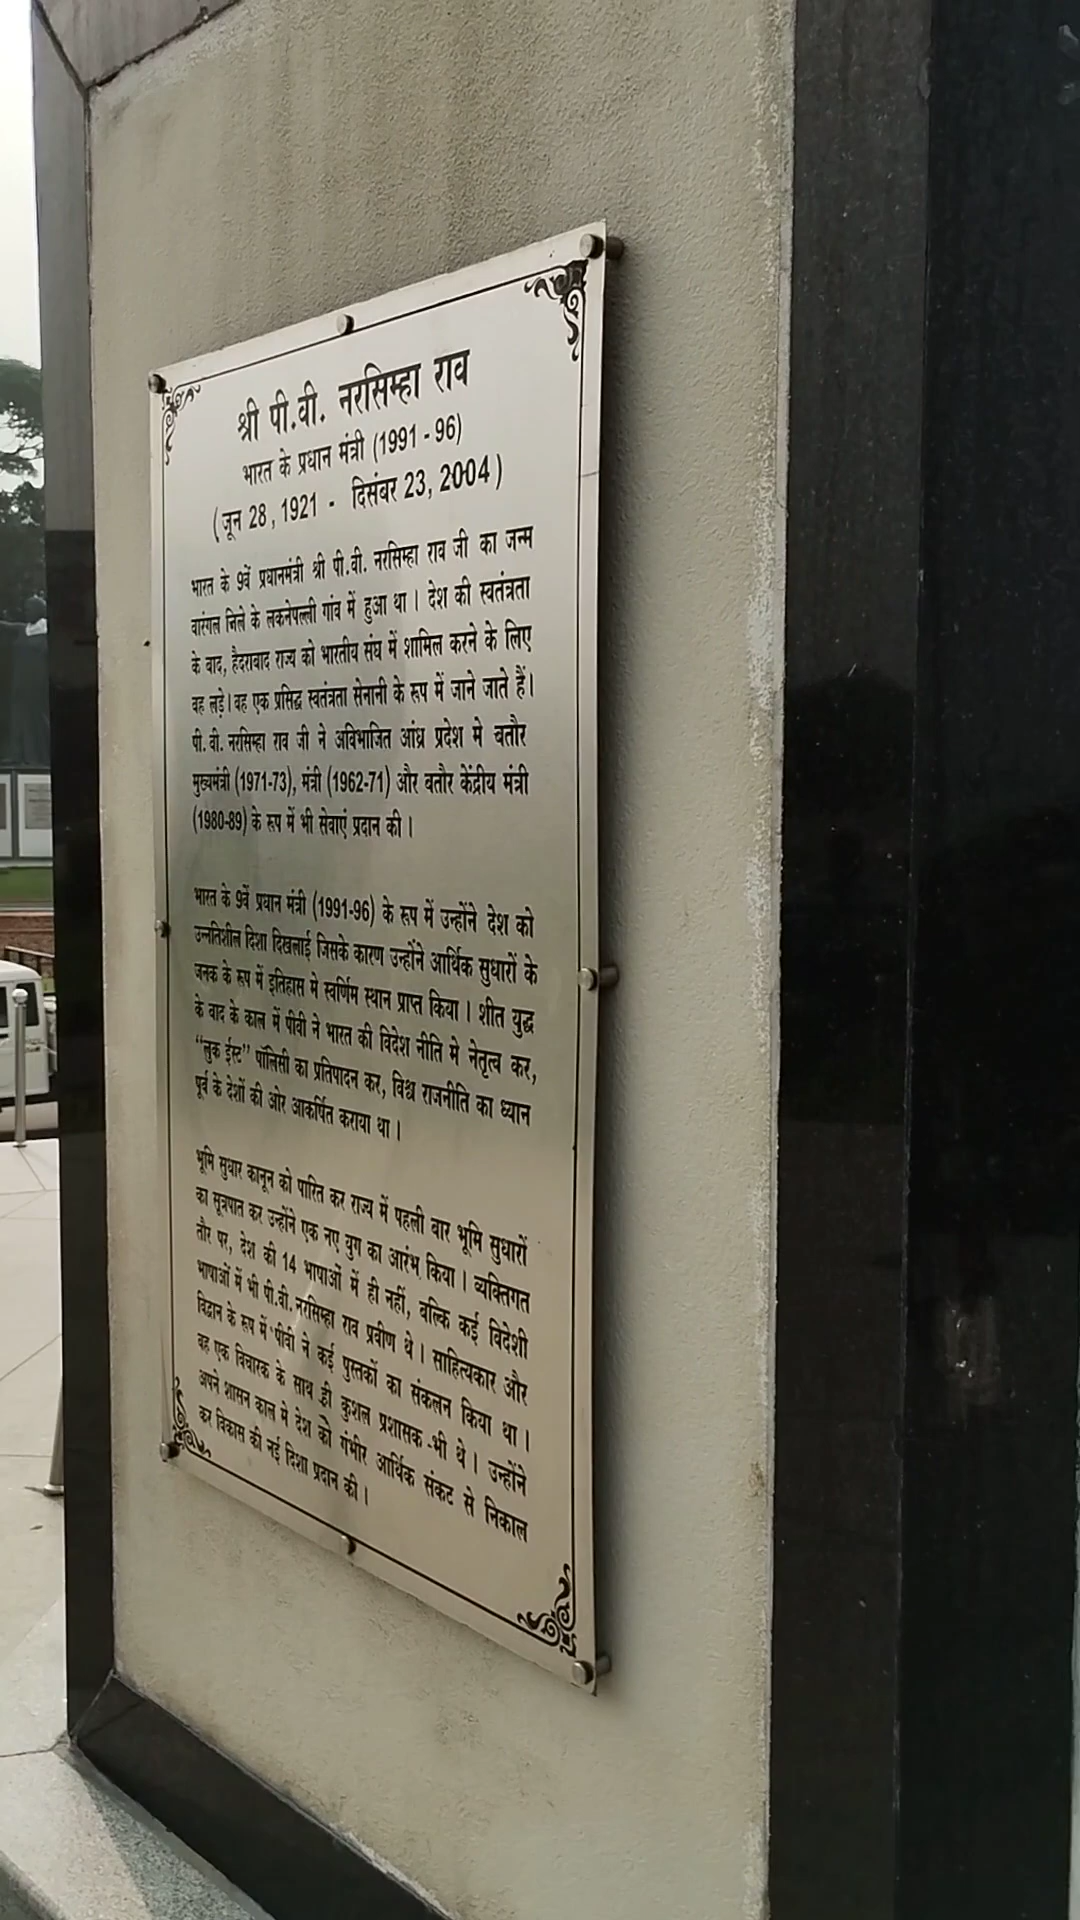 श्री पी.वी. नरसिम्हा राव
भारत के प्रधान मंत्री (1991 - 96)
(जून 28, 1921 - दिसंबर 23, 2004)
भारत के 9वें प्रधानमंत्री श्री पी.वी. नरसिम्हा राव जी का जन्म
वारंगल जिले के लकनेपल्ली गांव में हुआ था। देश की स्वतंत्रता
के बाद, हैदराबाद राज्य को भारतीय संघ में शामिल करने के लिए
वह लड़े। वह एक प्रसिद्ध स्वतंत्रता सेनानी के रूप में जाने जाते हैं।
पी.वी. नरसिम्हा राव जी ने अविभाजित आंध्र प्रदेश मे बतौर
मुख्यमंत्री (1971-73), मंत्री (1962-71) और बतौर केंद्रीय मंत्री
(1980-89) के रूप में भी सेवाएं प्रदान की।
भारत के 9वें प्रधान मंत्री (1991-96) के रूप में उन्होंने देश को
उन्नतिशील दिशा दिखलाई जिसके कारण उन्होंने आर्थिक सुधारों के
जनक के रूप में इतिहास मे स्वर्णिम स्थान प्राप्त किया। शीत युद्ध
के बाद के काल में पीवी ने भारत की विदेश नीति मे नेतृत्व कर,
"लुक ईस्ट" पॉलिसी का प्रतिपादन कर, विश्व राजनीति का ध्यान
पूर्व के देशों की ओर आकर्षित कराया था।
भूमि सुधार कानून को पारित कर राज्य में पहली बार भूमि सुधारों
का सूत्रपात कर उन्होंने एक नए युग का आरंभ किया। व्यक्तिगत
तौर पर, देश की 14 भाषाओं में ही नहीं, बल्कि कई विदेशी
भाषाओं में भी पी.वी. नरसिम्हा राव प्रवीण थे। साहित्यकार और
विद्वान के रूप में पीवी ने कई पुस्तकों का संकलन किया था।
वह एक विचारक के साथ ही कुशल प्रशासक भी थे। उन्होंने
अपने शासन काल मे देश को गंभीर आर्थिक संकट से निकाल
कर विकास की नई दिशा प्रदान की।